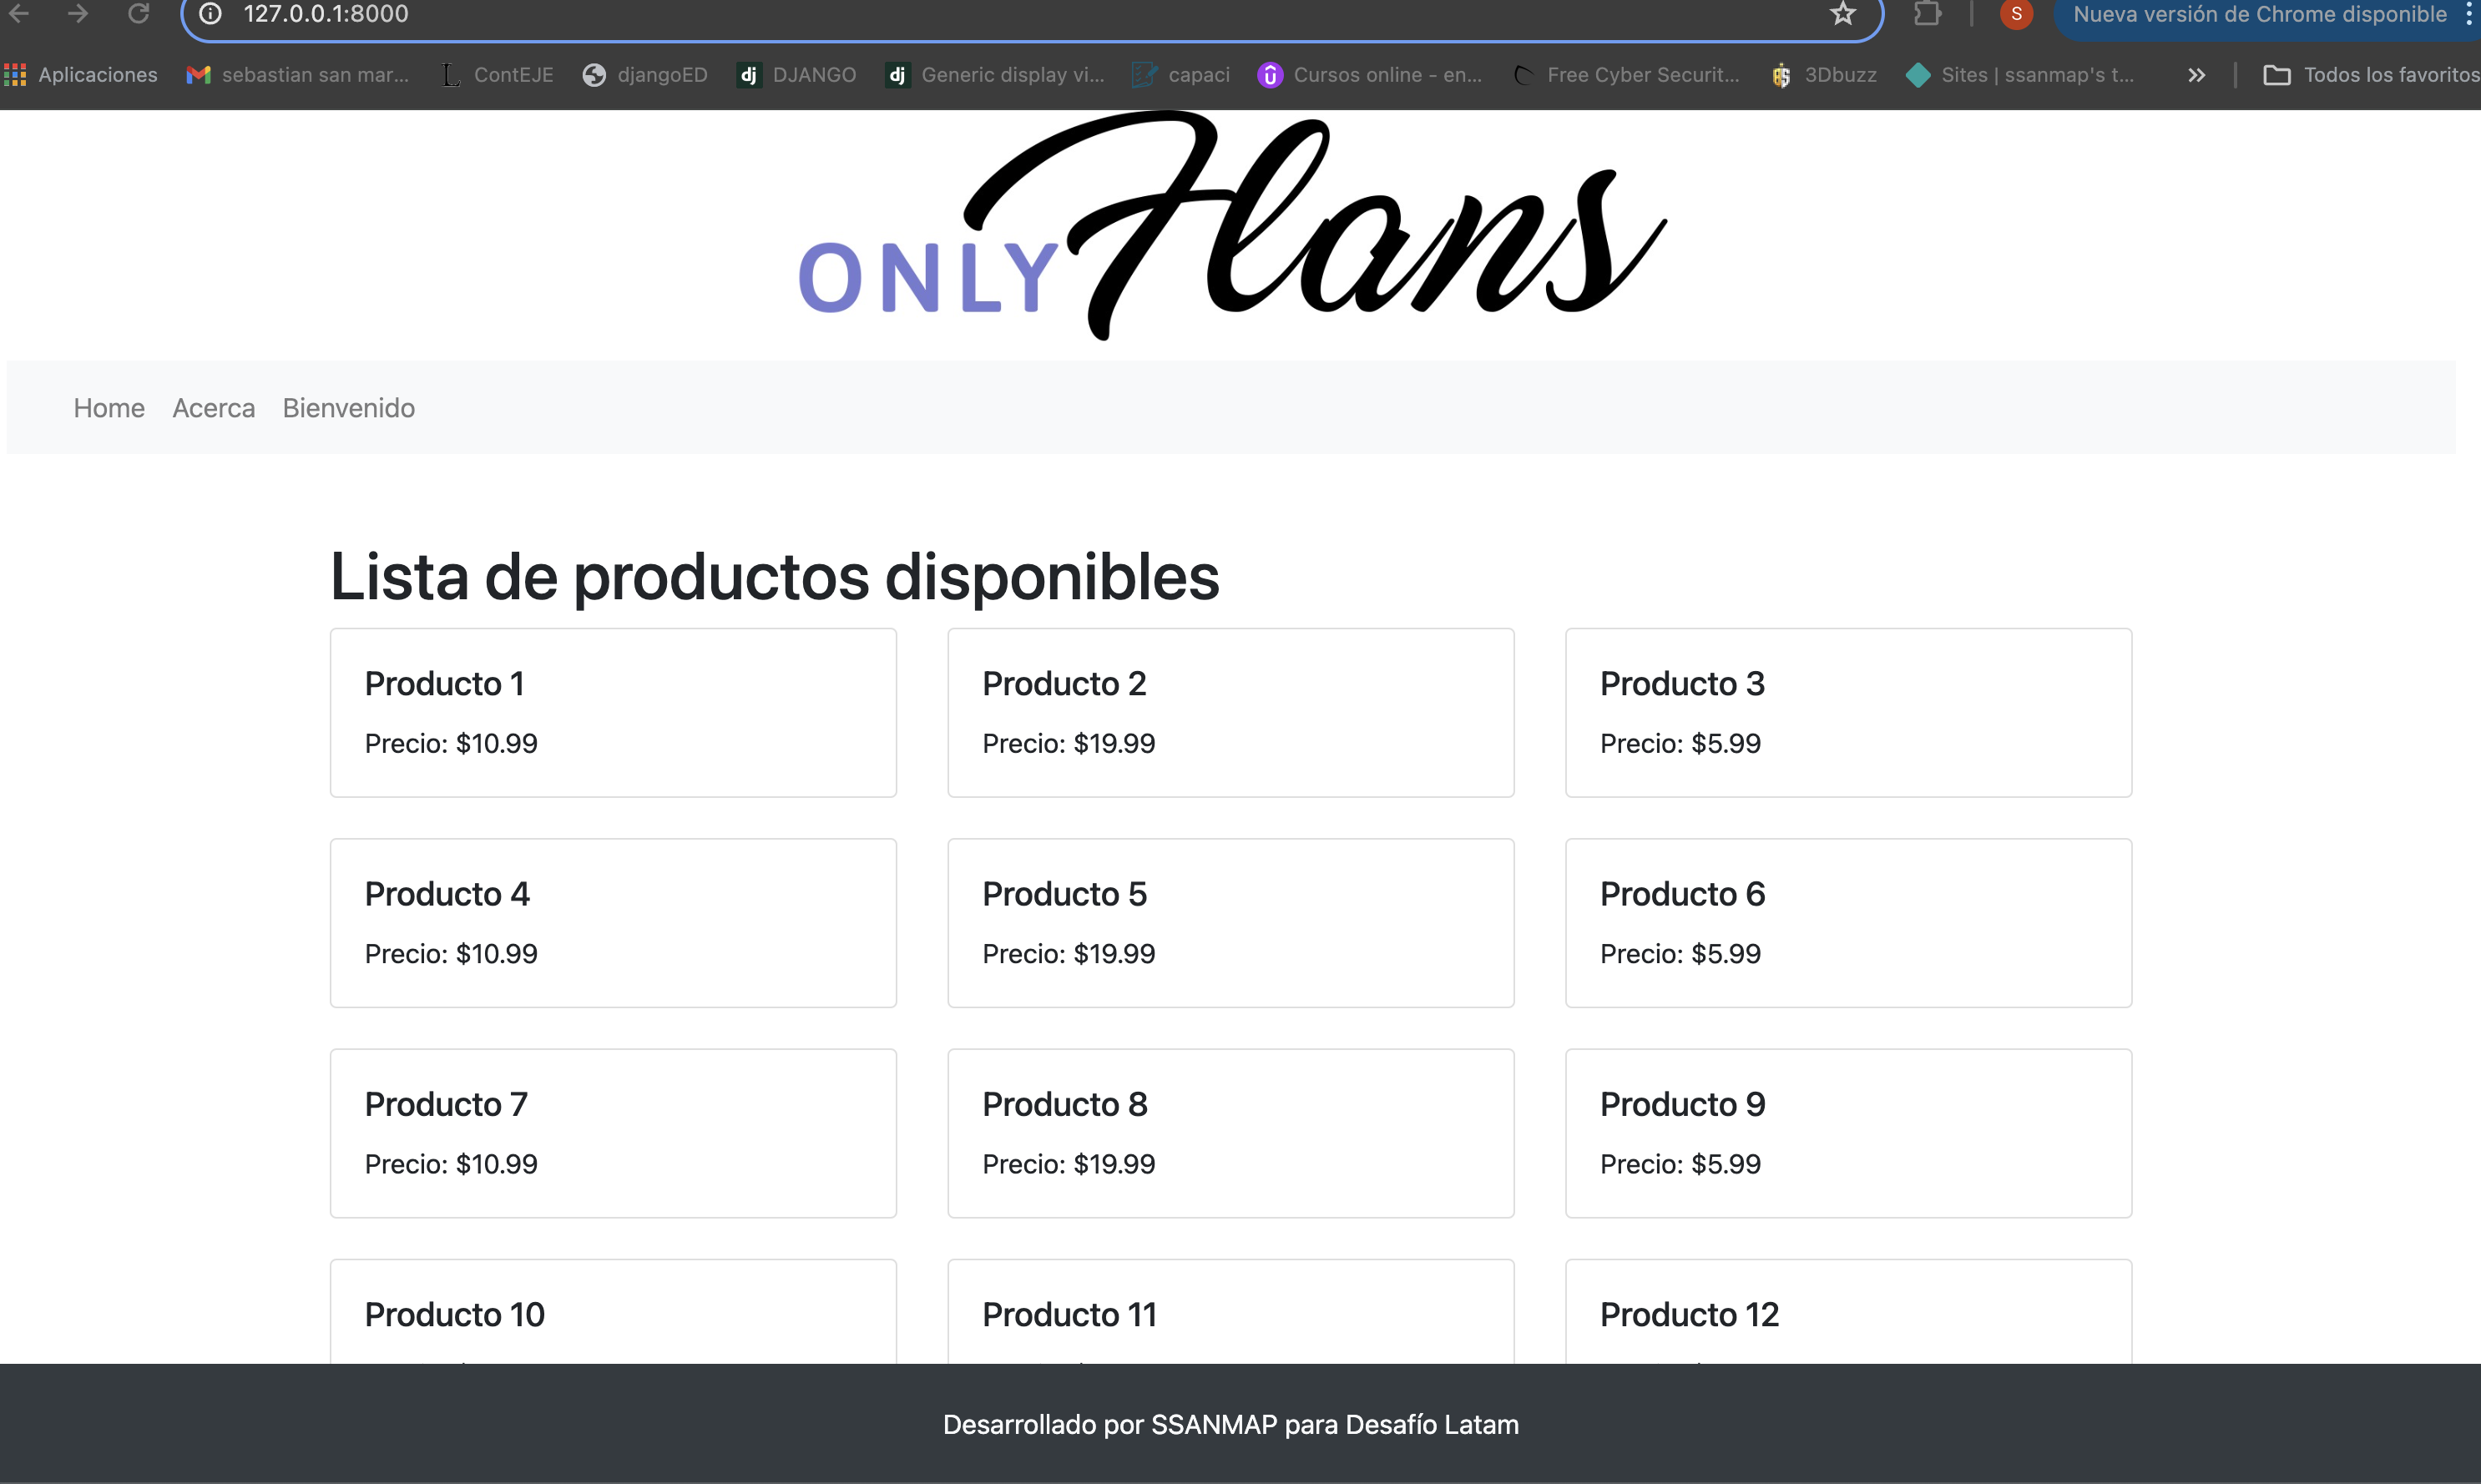 127.0.0.1:8000
S
Nueva versión de Chrome disponible
Aplicaciones
sebastian san mar...
L ContEJE
djangoED
dj DJANGO
dj Generic display vi...
capaci
û Cursos online - en...
Free Cyber Securit...
3Dbuzz
Sites | ssanmap's t...
»
Todos los favoritos
ONLY Flans
Home Acerca Bienvenido
Lista de productos disponibles
Producto 1
Precio: $10.99
Producto 2
Precio: $19.99
Producto 3
Precio: $5.99
Producto 4
Precio: $10.99
Producto 5
Precio: $19.99
Producto 6
Precio: $5.99
Producto 7
Precio: $10.99
Producto 8
Precio: $19.99
Producto 9
Precio: $5.99
Producto 10
Producto 11
Producto 12
Desarrollado por SSANMAP para Desafío Latam